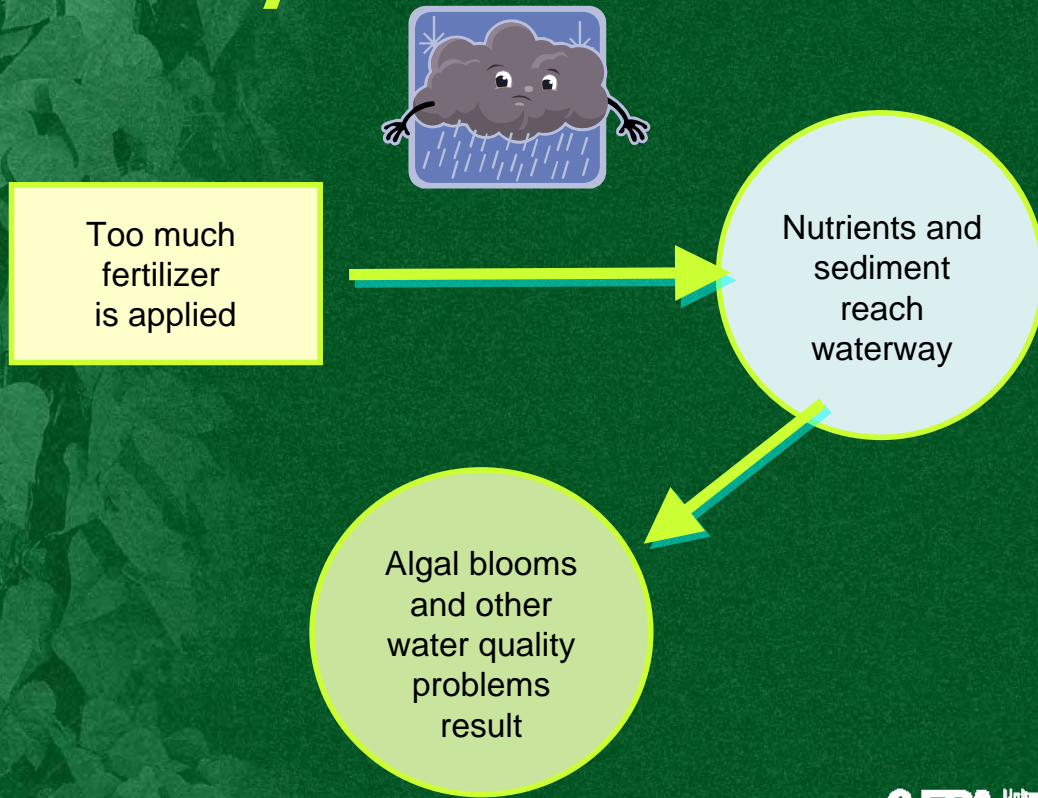 Too much
fertilizer
is applied
Nutrients and
sediment
reach
waterway
Algal blooms
and other
water quality
problems
result